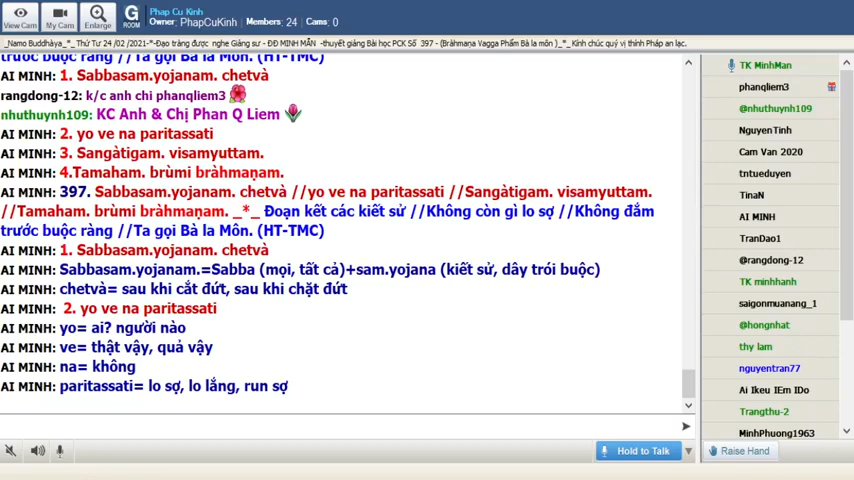 View Cam
My Cam
Enlarge
G
ROOM
Phap Cu Kinh
Owner: PhapCuKinh | Members: 24 | Cams: 0
_Namo Buddhàya_*_ Thứ Tư 24 /02 /2021-*-Đạo tràng được nghe Giảng sư - ĐĐ MINH MẪN -thuyết giảng Bài học PCK Số 397 - (Bràhmaṇa Vagga Phẩm Bà la môn )_*_ Kính chúc quý vị thính Pháp an lạc.
trước buộc ràng //Ta gọi Bà la Môn. (HT-TMC)
AI MINH: 1. Sabbasam.yojanam. chetvà
rangdong-12: k/c anh chi phanqliem3
nhuthuynh109: KC Anh & Chị Phan Q Liem
AI MINH: 2. yo ve na paritassati
AI MINH: 3. Sangàtigam. visamyuttam.
AI MINH: 4.Tamaham. brùmi bràhmaṇam.
AI MINH: 397. Sabbasam.yojanam. chetvà //yo ve na paritassati //Sangàtigam. visamyuttam.
//Tamaham. brùmi bràhmaṇam. _*_ Đoạn kết các kiết sử //Không còn gì lo sợ //Không đắm
trước buộc ràng //Ta gọi Bà la Môn. (HT-TMC)
AI MINH: 1. Sabbasam.yojanam. chetvà
AI MINH: Sabbasam.yojanam.=Sabba (mọi, tất cả)+sam.yojana (kiết sử, dây trói buộc)
AI MINH: chetvà= sau khi cắt đứt, sau khi chặt đứt
AI MINH: 2. yo ve na paritassati
AI MINH: yo= ai? người nào
AI MINH: ve= thật vậy, quả vậy
AI MINH: na= không
AI MINH: paritassati= lo sợ, lo lắng, run sợ
Hold to Talk
Raise Hand
TK MinhMan
phanqliem3
@nhuthuynh109
NguyenTinh
Cam Van 2020
tntueduyen
TinaN
AI MINH
TranDao1
@rangdong-12
TK minhhanh
saigonmuanang_1
@hongnhat
thy lam
nguyentran77
Ai Ikeu IEm IDo
Trangthu-2
MinhPhuong1963